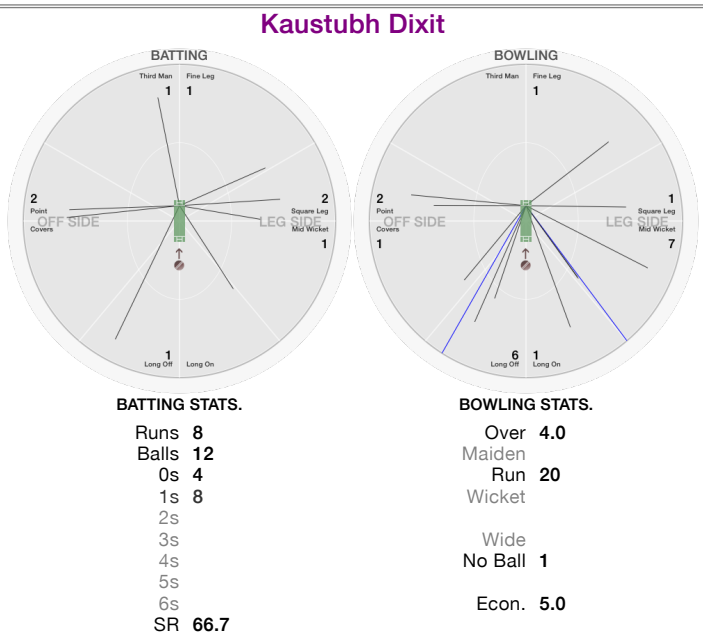 Kaustubh Dixit
BATTING
Third Man Fine Leg
1 1
2 2
Point Square Leg
OFF SIDE LEG SIDE
Covers Mid Wicket
1
1
Long Off Long On
BATTING STATS.
Runs 8
Balls 12
0s 4
1s 8
2s
3s
4s
5s
6s
SR 66.7
BOWLING
Third Man Fine Leg
1
2 1
Point Square Leg
OFF SIDE LEG SIDE
Covers Mid Wicket
1 7
6 1
Long Off Long On
BOWLING STATS.
Over 4.0
Maiden
Run 20
Wicket
Wide
No Ball 1
Econ. 5.0